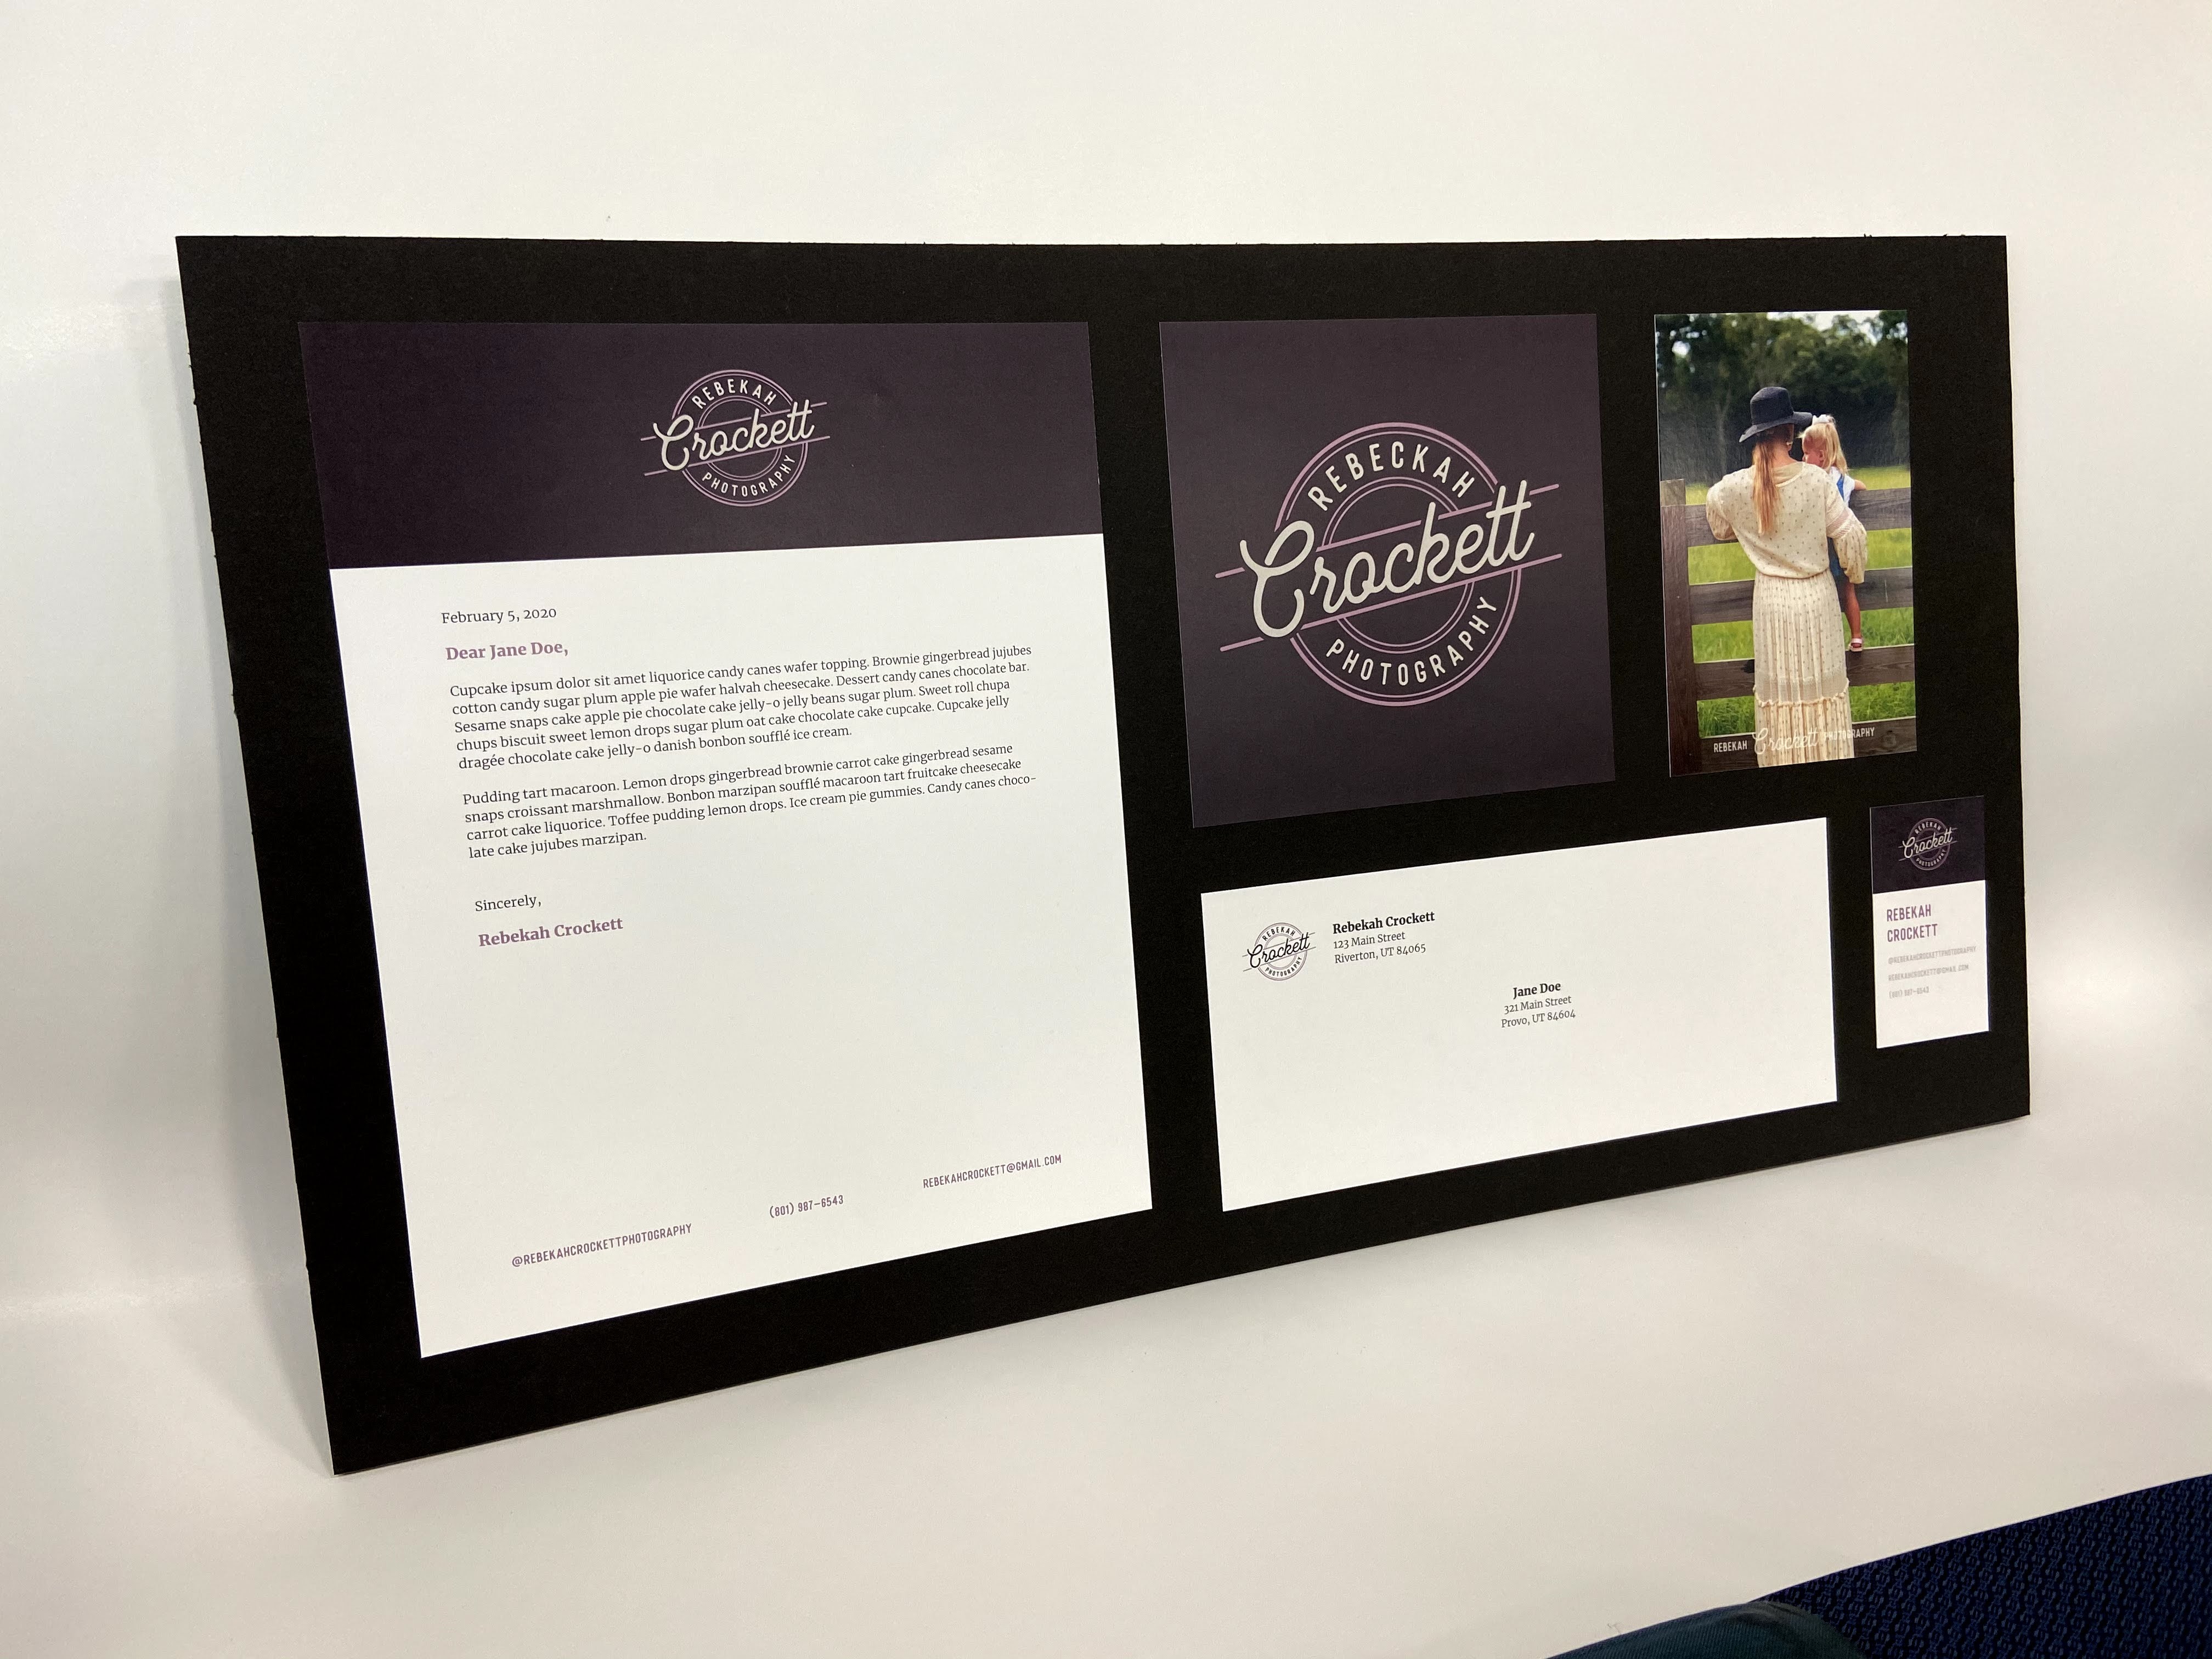 REBEKAH
Crockett
PHOTOGRAPHY
February 5, 2020
Dear Jane Doe,
Cupcake ipsum dolor sit amet liquorice candy canes wafer topping. Brownie gingerbread jujubes
cotton candy sugar plum apple pie wafer halvah cheesecake. Dessert candy canes chocolate bar.
Sesame snaps cake apple pie chocolate cake jelly-o jelly beans sugar plum. Sweet roll chupa
chups biscuit sweet lemon drops sugar plum oat cake chocolate cake cupcake. Cupcake jelly
dragée chocolate cake jelly-o danish bonbon soufflé ice cream.
Pudding tart macaroon. Lemon drops gingerbread brownie carrot cake gingerbread sesame
snaps croissant marshmallow. Bonbon marzipan soufflé macaroon tart fruitcake cheesecake
carrot cake liquorice. Toffee pudding lemon drops. Ice cream pie gummies. Candy canes choco-
late cake jujubes marzipan.
Sincerely,
Rebekah Crockett
@REBEKAHCROCKETTPHOTOGRAPHY
(801) 987-6543
REBEKAHCROCKETT@GMAIL.COM
REBECKAH
Crockett
PHOTOGRAPHY
REBEKAH Crockett PHOTOGRAPHY
REBEKAH
Crockett
PHOTOGRAPHY
Rebekah Crockett
123 Main Street
Riverton, UT 84065
Jane Doe
321 Main Street
Provo, UT 84604
REBEKAH
Crockett
PHOTOGRAPHY
REBEKAH
CROCKETT
@REBEKAHCROCKETTPHOTOGRAPHY
REBEKAHCROCKETT@GMAIL.COM
(801) 987-6543